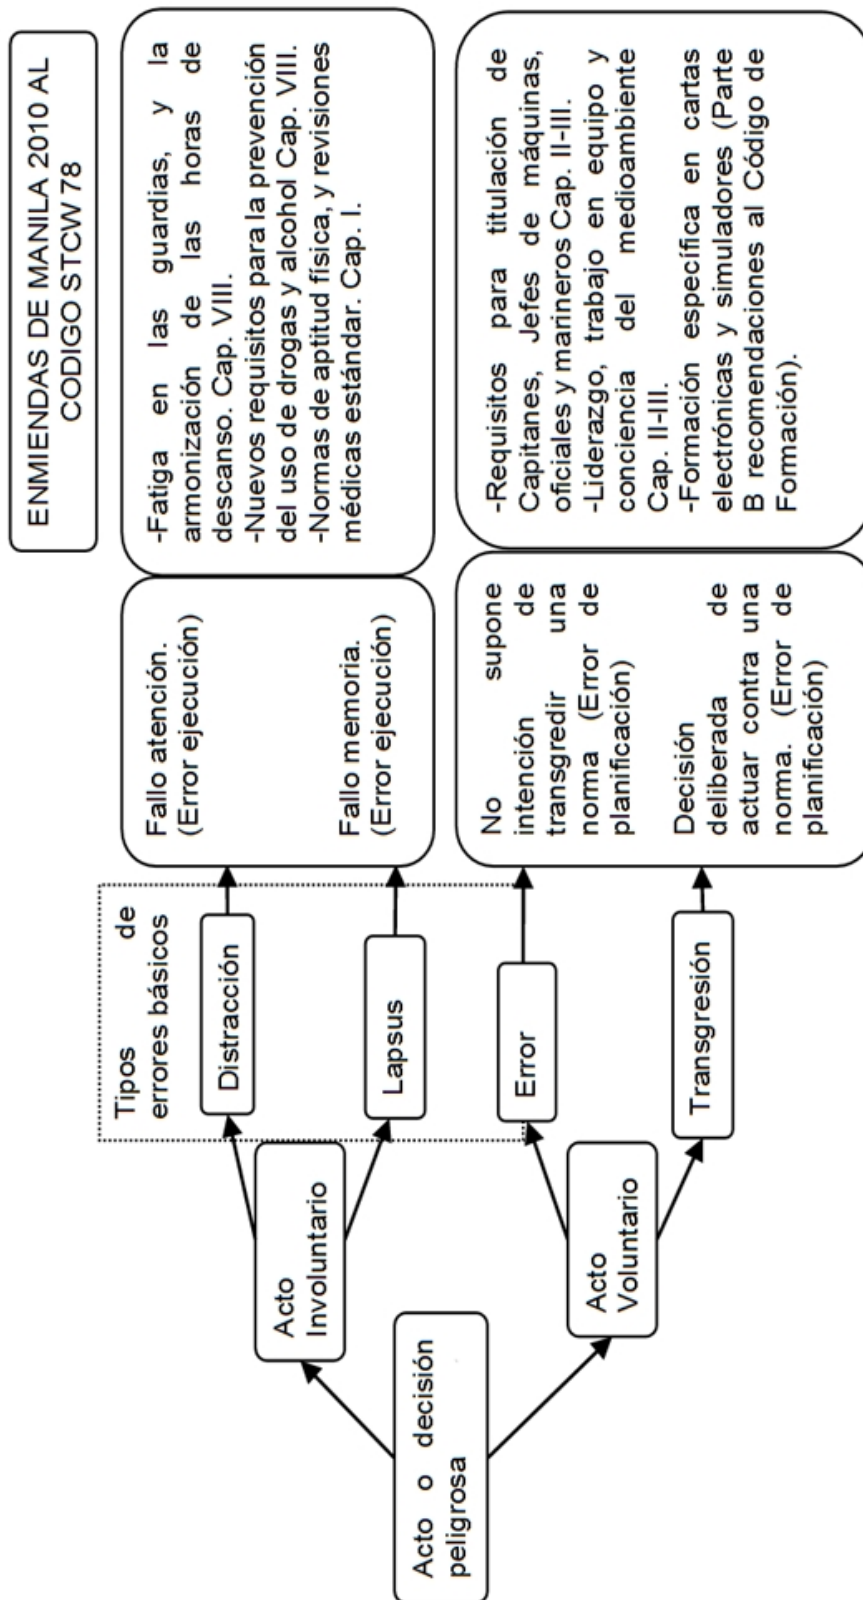 ENMIENDAS DE MANILA 2010 AL
CODIGO STCW 78
Tipos de
errores básicos
Acto o decisión
peligrosa
Acto
Involuntario
Distracción
Fallo atención.
(Error ejecución)
Lapsus
Fallo memoria.
(Error ejecución)
-Fatiga en las guardias, y la
armonización de las horas de
descanso. Cap. VIII.
-Nuevos requisitos para la prevención
del uso de drogas y alcohol Cap. VIII.
-Normas de aptitud física, y revisiones
médicas estándar. Cap. I.
Acto
Voluntario
Error
No supone
intención de
transgredir una
norma (Error de
planificación)
Transgresión
Decisión
deliberada de
actuar contra una
norma. (Error de
planificación)
-Requisitos para titulación de
Capitanes, Jefes de máquinas,
oficiales y marineros Cap. II-III.
-Liderazgo, trabajo en equipo y
conciencia del medioambiente
Cap. II-III.
-Formación específica en cartas
electrónicas y simuladores (Parte
B recomendaciones al Código de
Formación).